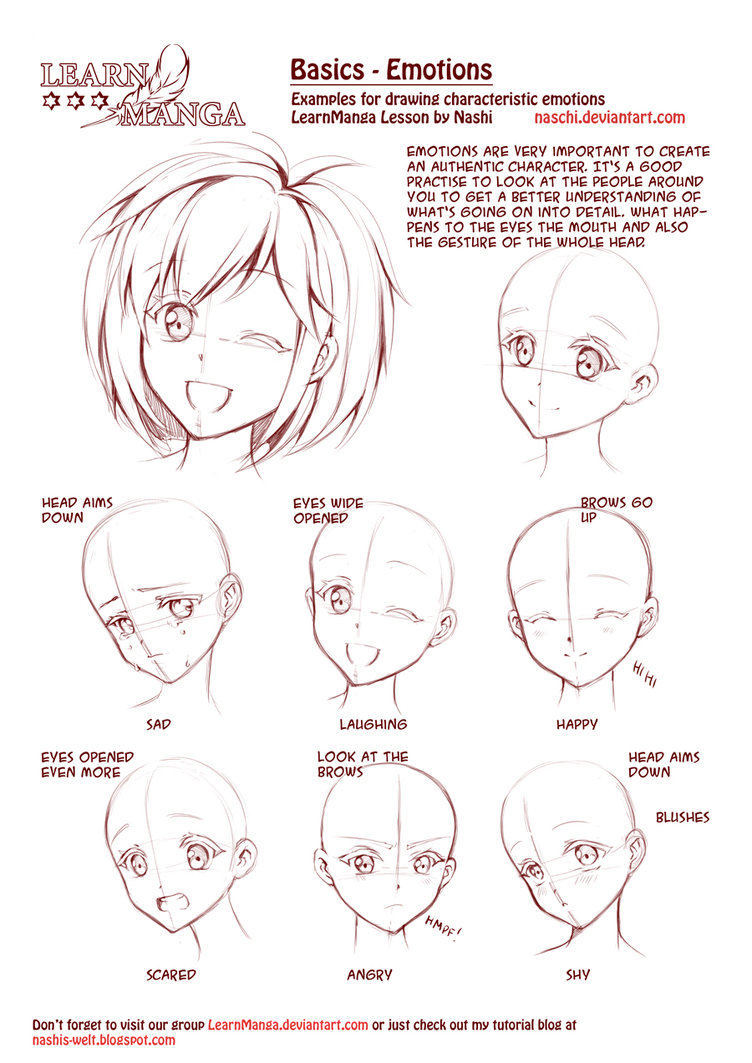 LEARN
MANGA
Basics - Emotions
Examples for drawing characteristic emotions
LearnManga Lesson by Nashi naschi.deviantart.com
EMOTIONS ARE VERY IMPORTANT TO CREATE
AN AUTHENTIC CHARACTER. IT'S A GOOD
PRACTISE TO LOOK AT THE PEOPLE AROUND
YOU TO GET A BETTER UNDERSTANDING OF
WHAT'S GOING ON INTO DETAIL. WHAT HAP-
PENS TO THE EYES THE MOUTH AND ALSO
THE GESTURE OF THE WHOLE HEAD.
HEAD AIMS
DOWN
EYES WIDE
OPENED
BROWS GO
UP
HI HI
SAD
LAUGHING
HAPPY
EYES OPENED
EVEN MORE
LOOK AT THE
BROWS
HEAD AIMS
DOWN
BLUSHES
HMPF!
SCARED
ANGRY
SHY
Don't forget to visit our group LearnManga.deviantart.com or just check out my tutorial blog at
nashis-welt.blogspot.com